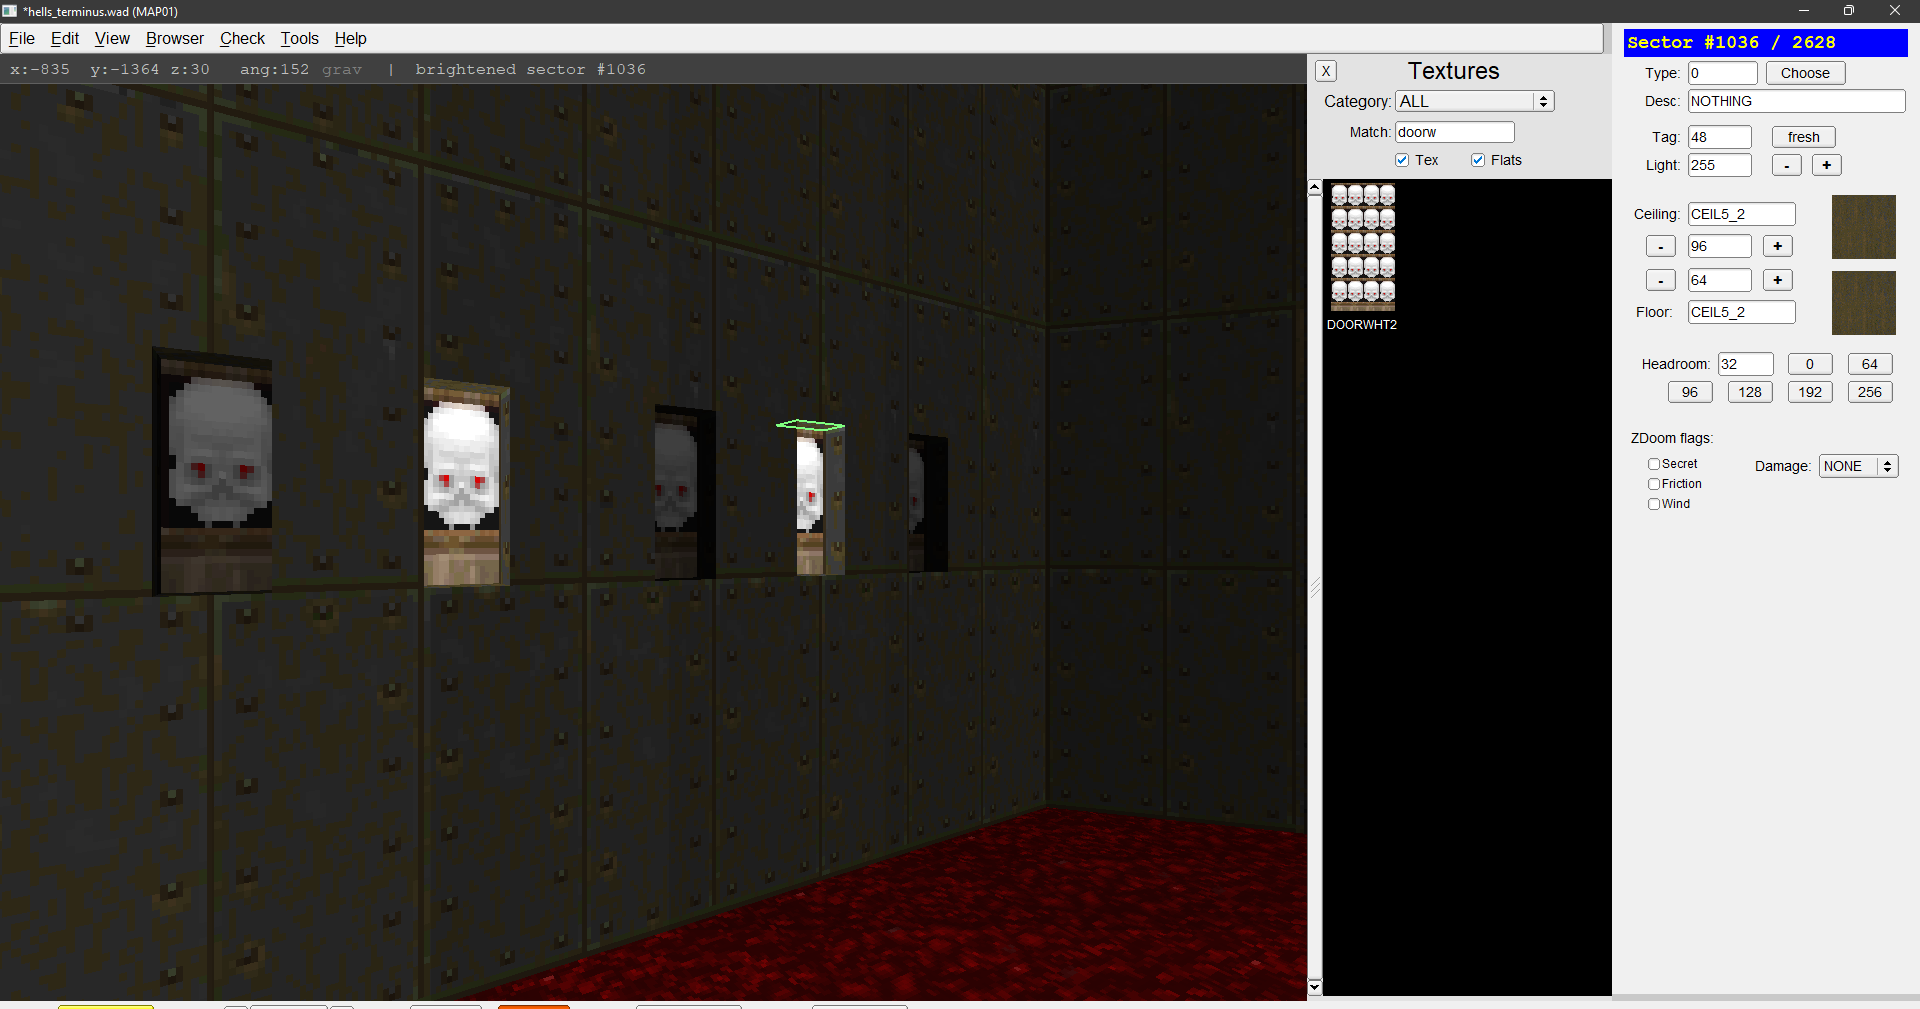 *hells_terminus.wad (MAP01)
File Edit View Browser Check Tools Help
x:-835 y:-1364 z:30 ang:152 grav | brightened sector #1036
X Textures
Category: ALL
Match: doorw
Tex Flats
DOORWHT2
Sector #1036 / 2628
Type: 0 Choose
Desc: NOTHING
Tag: 48 fresh
Light: 255 - +
Ceiling: CEIL5_2
- 96 +
- 64 +
Floor: CEIL5_2
Headroom: 32 0 64
96 128 192 256
ZDoom flags:
Secret Damage: NONE
Friction
Wind